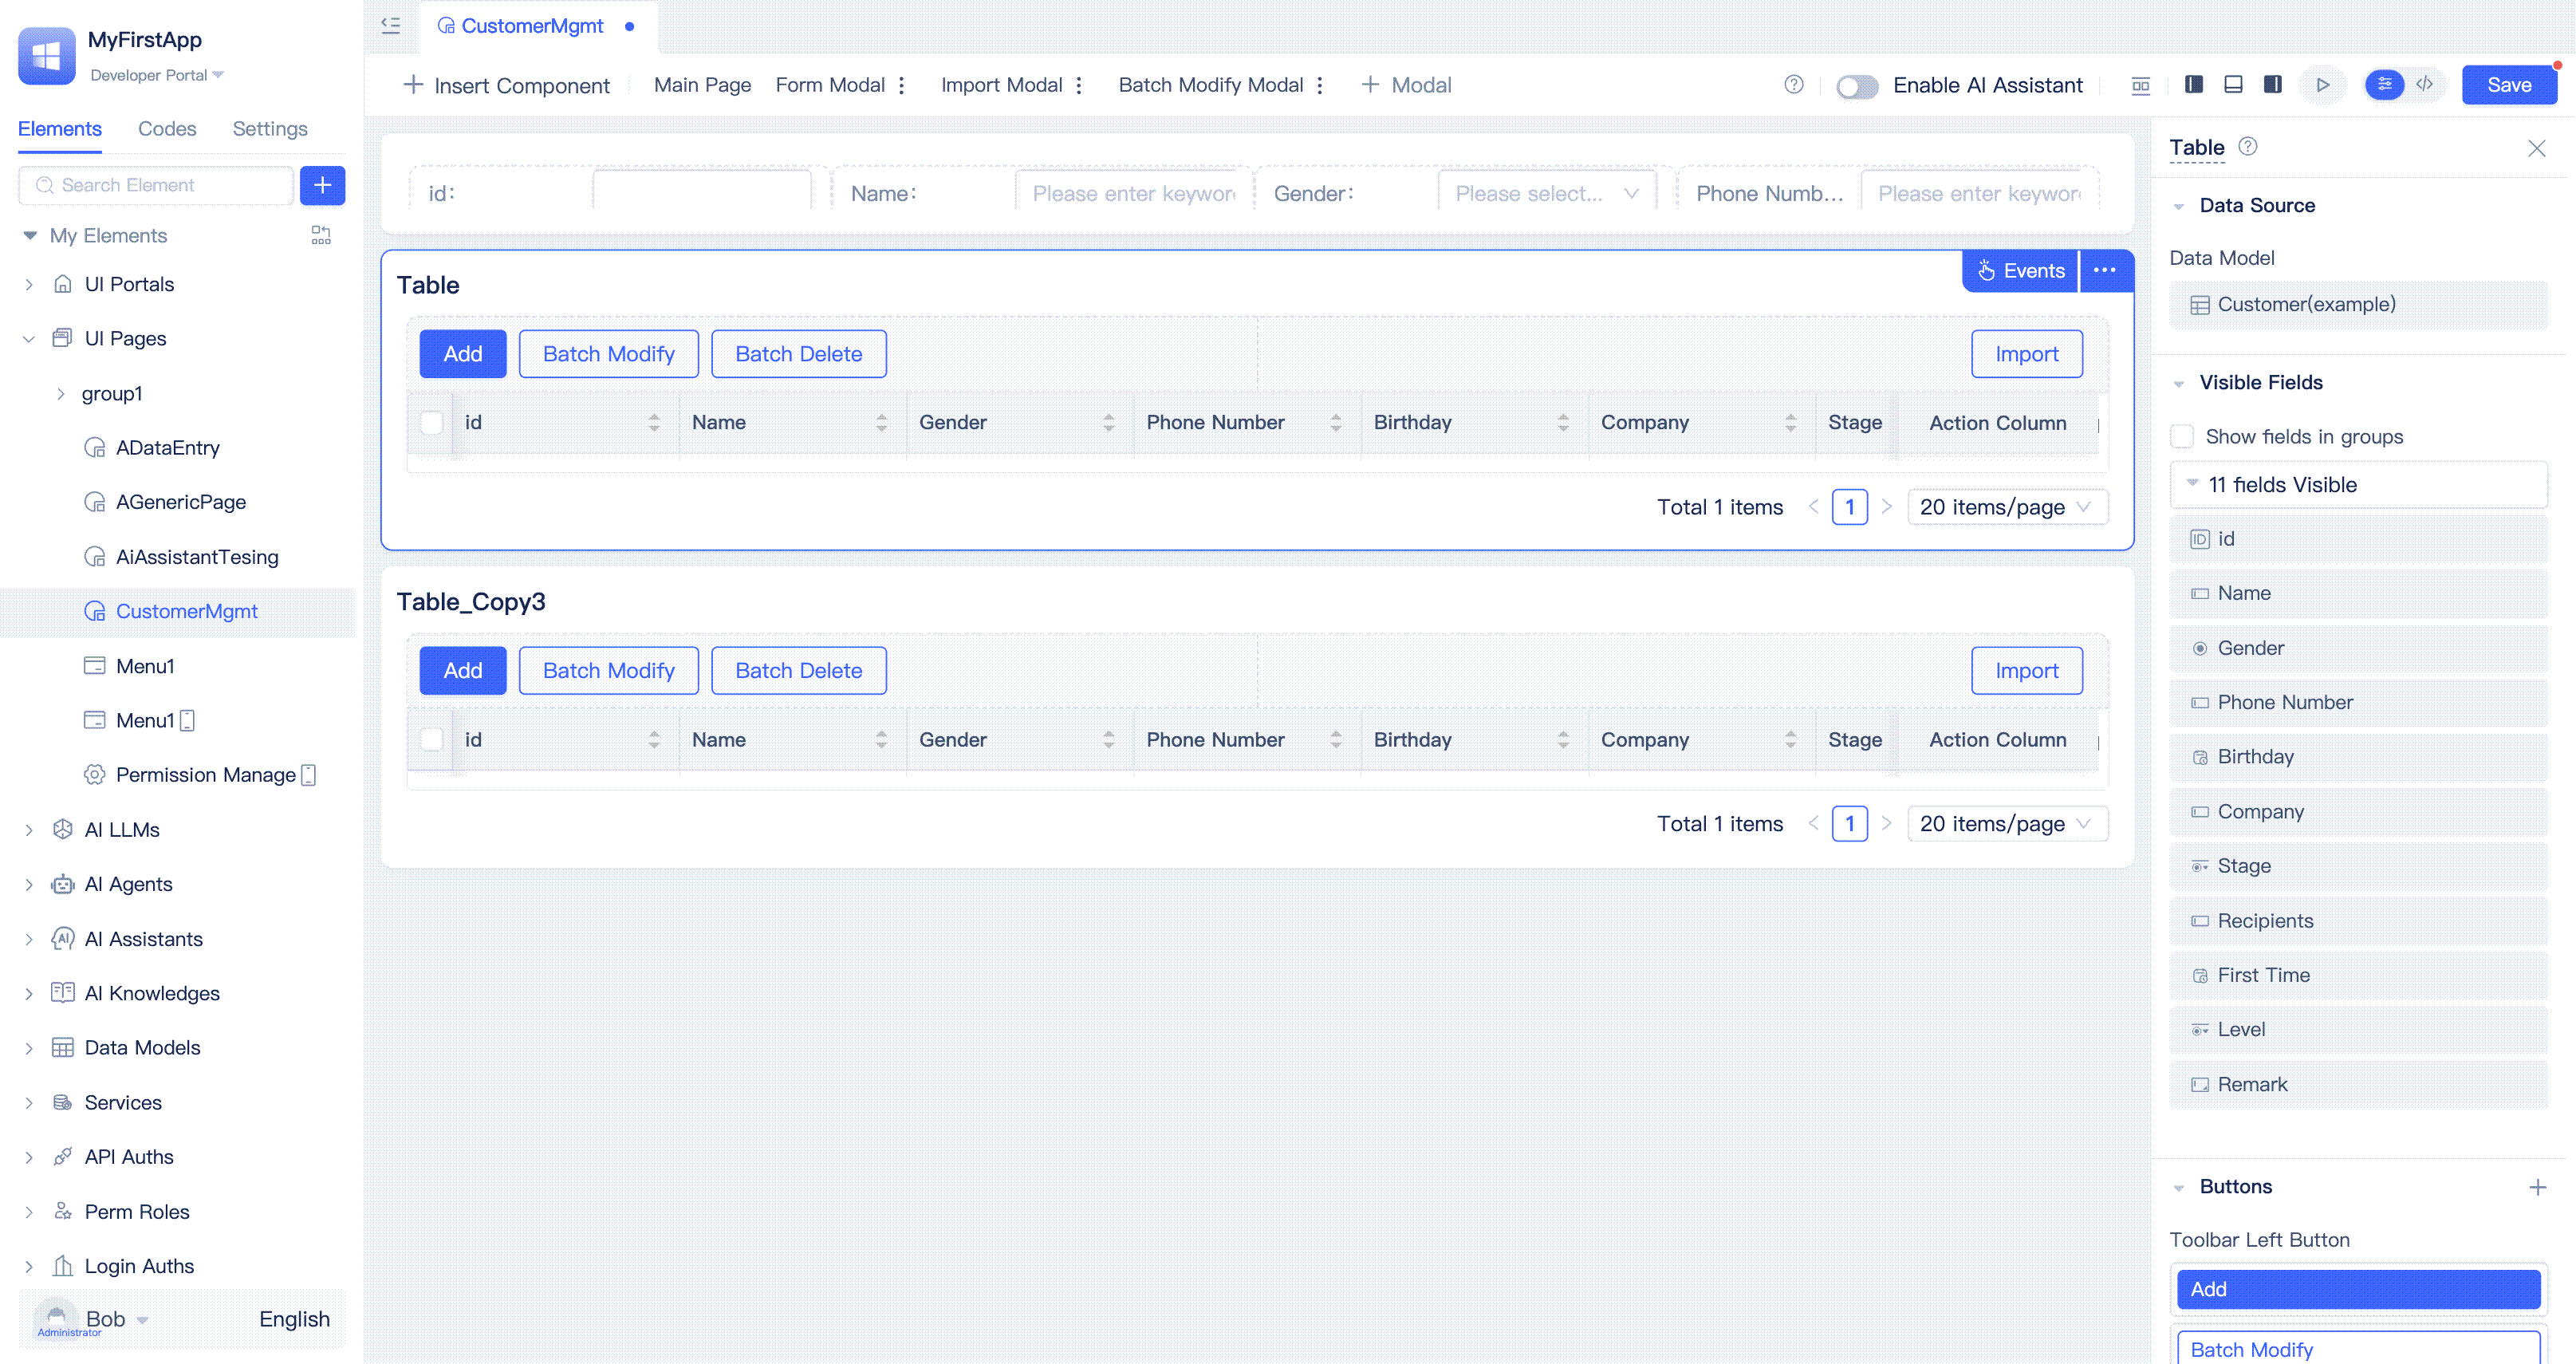 MyFirstApp
Developer Portal
Elements Codes Settings
Search Element
My Elements
UI Portals
UI Pages
group1
ADataEntry
AGenericPage
AiAssistantTesing
CustomerMgmt
Menu1
Menu1
Permission Manage
AI LLMs
AI Agents
AI Assistants
AI Knowledges
Data Models
Services
API Auths
Perm Roles
Login Auths
Bob English
Administrator
CustomerMgmt
Insert Component Main Page Form Modal Import Modal Batch Modify Modal Modal Enable AI Assistant Save
id: Name: Please enter keywor Gender: Please select... Phone Numb... Please enter keywor
Table Events
Add Batch Modify Batch Delete Import
id Name Gender Phone Number Birthday Company Stage Action Column
Total 1 items 1 20 items/page
Table_Copy3
Add Batch Modify Batch Delete Import
id Name Gender Phone Number Birthday Company Stage Action Column
Total 1 items 1 20 items/page
Table
Data Source
Data Model
Customer(example)
Visible Fields
Show fields in groups
11 fields Visible
id
Name
Gender
Phone Number
Birthday
Company
Stage
Recipients
First Time
Level
Remark
Buttons
Toolbar Left Button
Add
Batch Modify